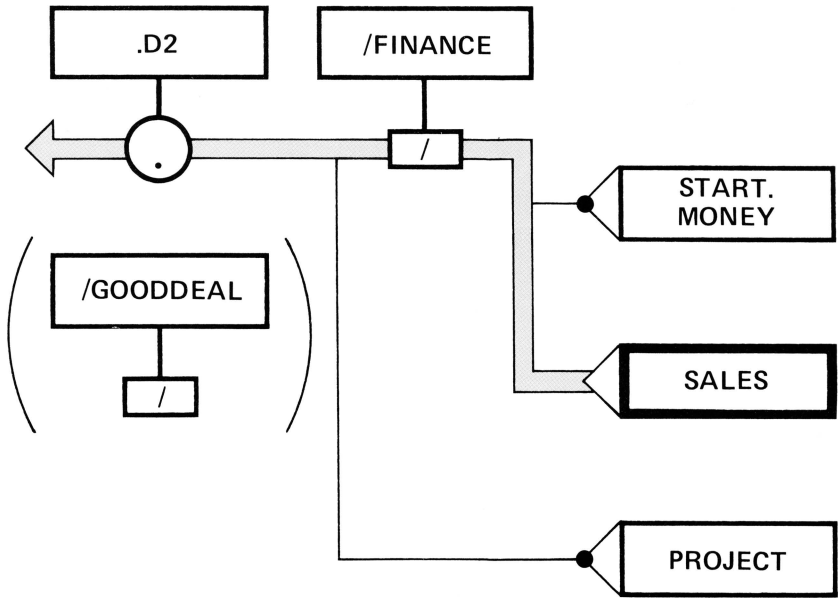 .D2
/FINANCE
.
/
START.
MONEY
/GOODDEAL
/
SALES
PROJECT